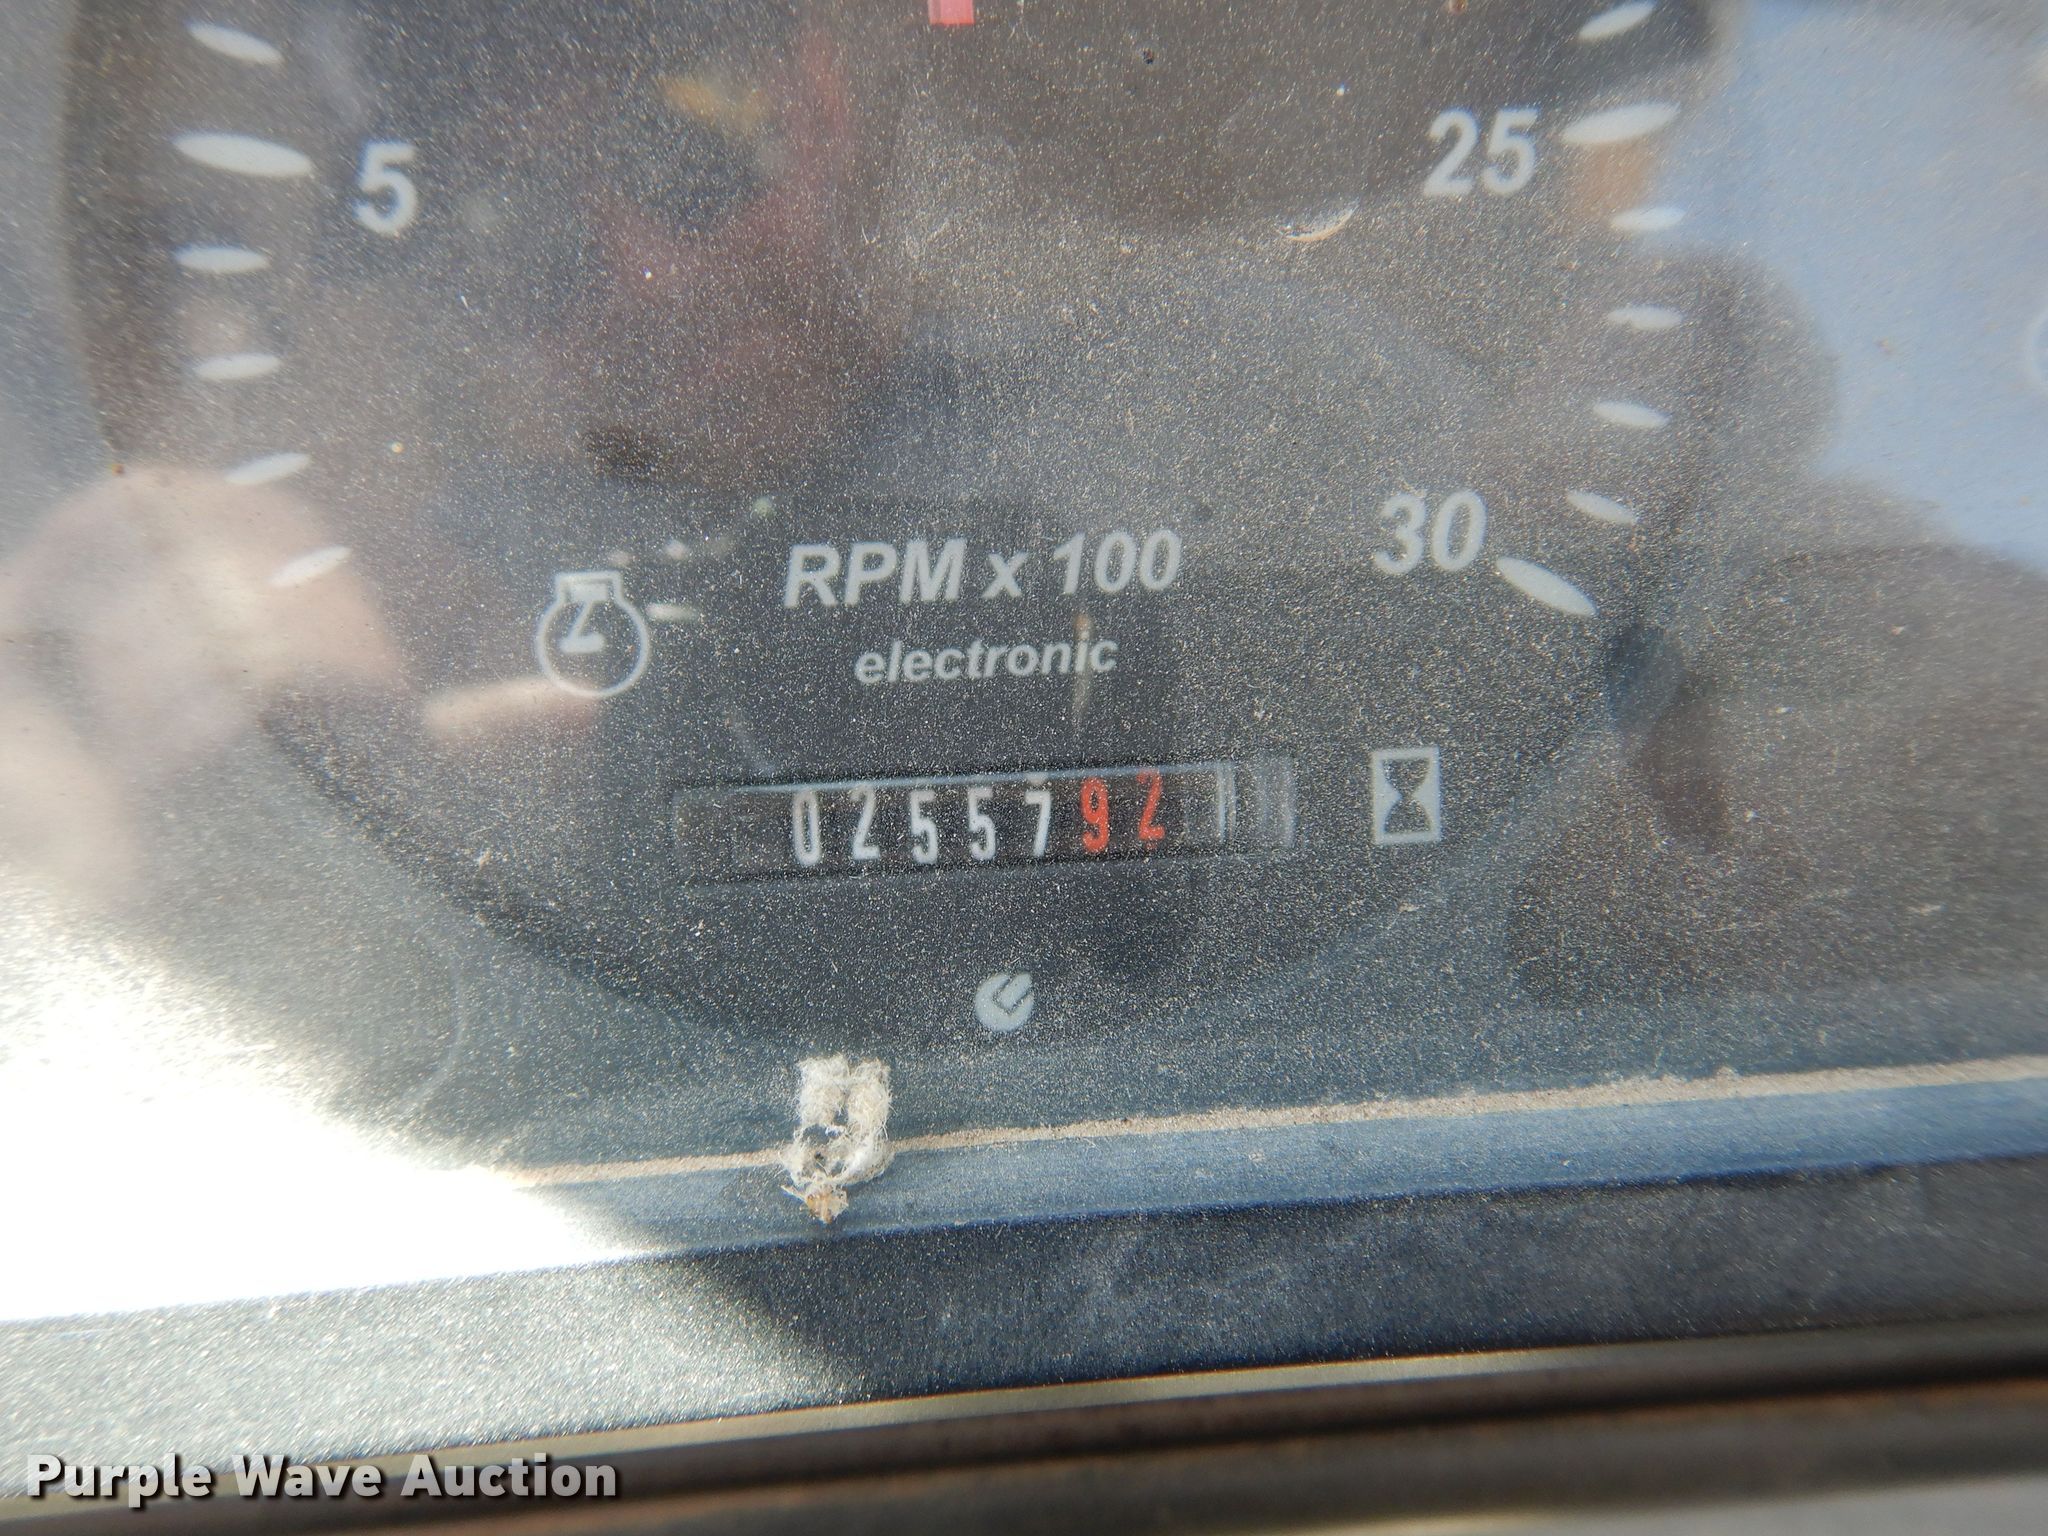 5
25
30
RPM x 100
electronic
0255792
Purple Wave Auction